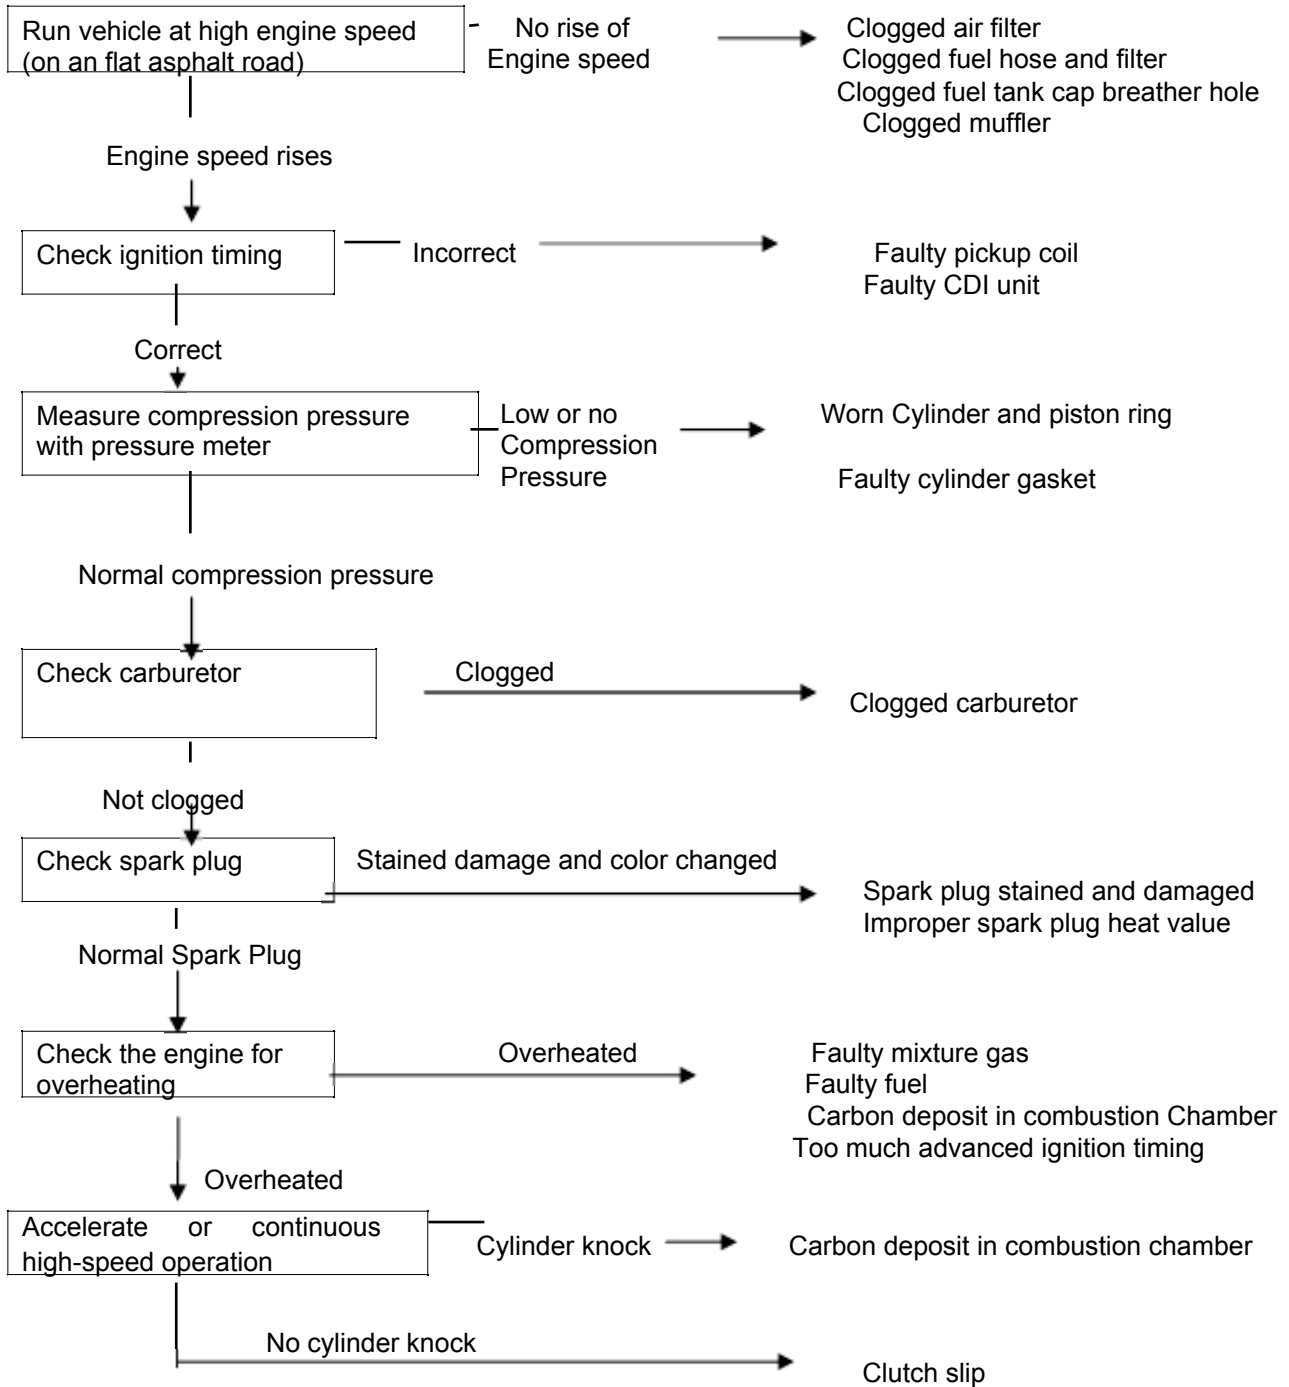 Run vehicle at high engine speed
(on an flat asphalt road)
No rise of
Engine speed
Clogged air filter
Clogged fuel hose and filter
Clogged fuel tank cap breather hole
Clogged muffler
Engine speed rises
Check ignition timing
Incorrect
Faulty pickup coil
Faulty CDI unit
Correct
Measure compression pressure
with pressure meter
Low or no
Compression
Pressure
Worn Cylinder and piston ring
Faulty cylinder gasket
Normal compression pressure
Check carburetor
Clogged
Clogged carburetor
Not clogged
Check spark plug
Stained damage and color changed
Spark plug stained and damaged
Improper spark plug heat value
Normal Spark Plug
Check the engine for
overheating
Overheated
Faulty mixture gas
Faulty fuel
Carbon deposit in combustion Chamber
Too much advanced ignition timing
Overheated
Accelerate or continuous
high-speed operation
Cylinder knock
Carbon deposit in combustion chamber
No cylinder knock
Clutch slip